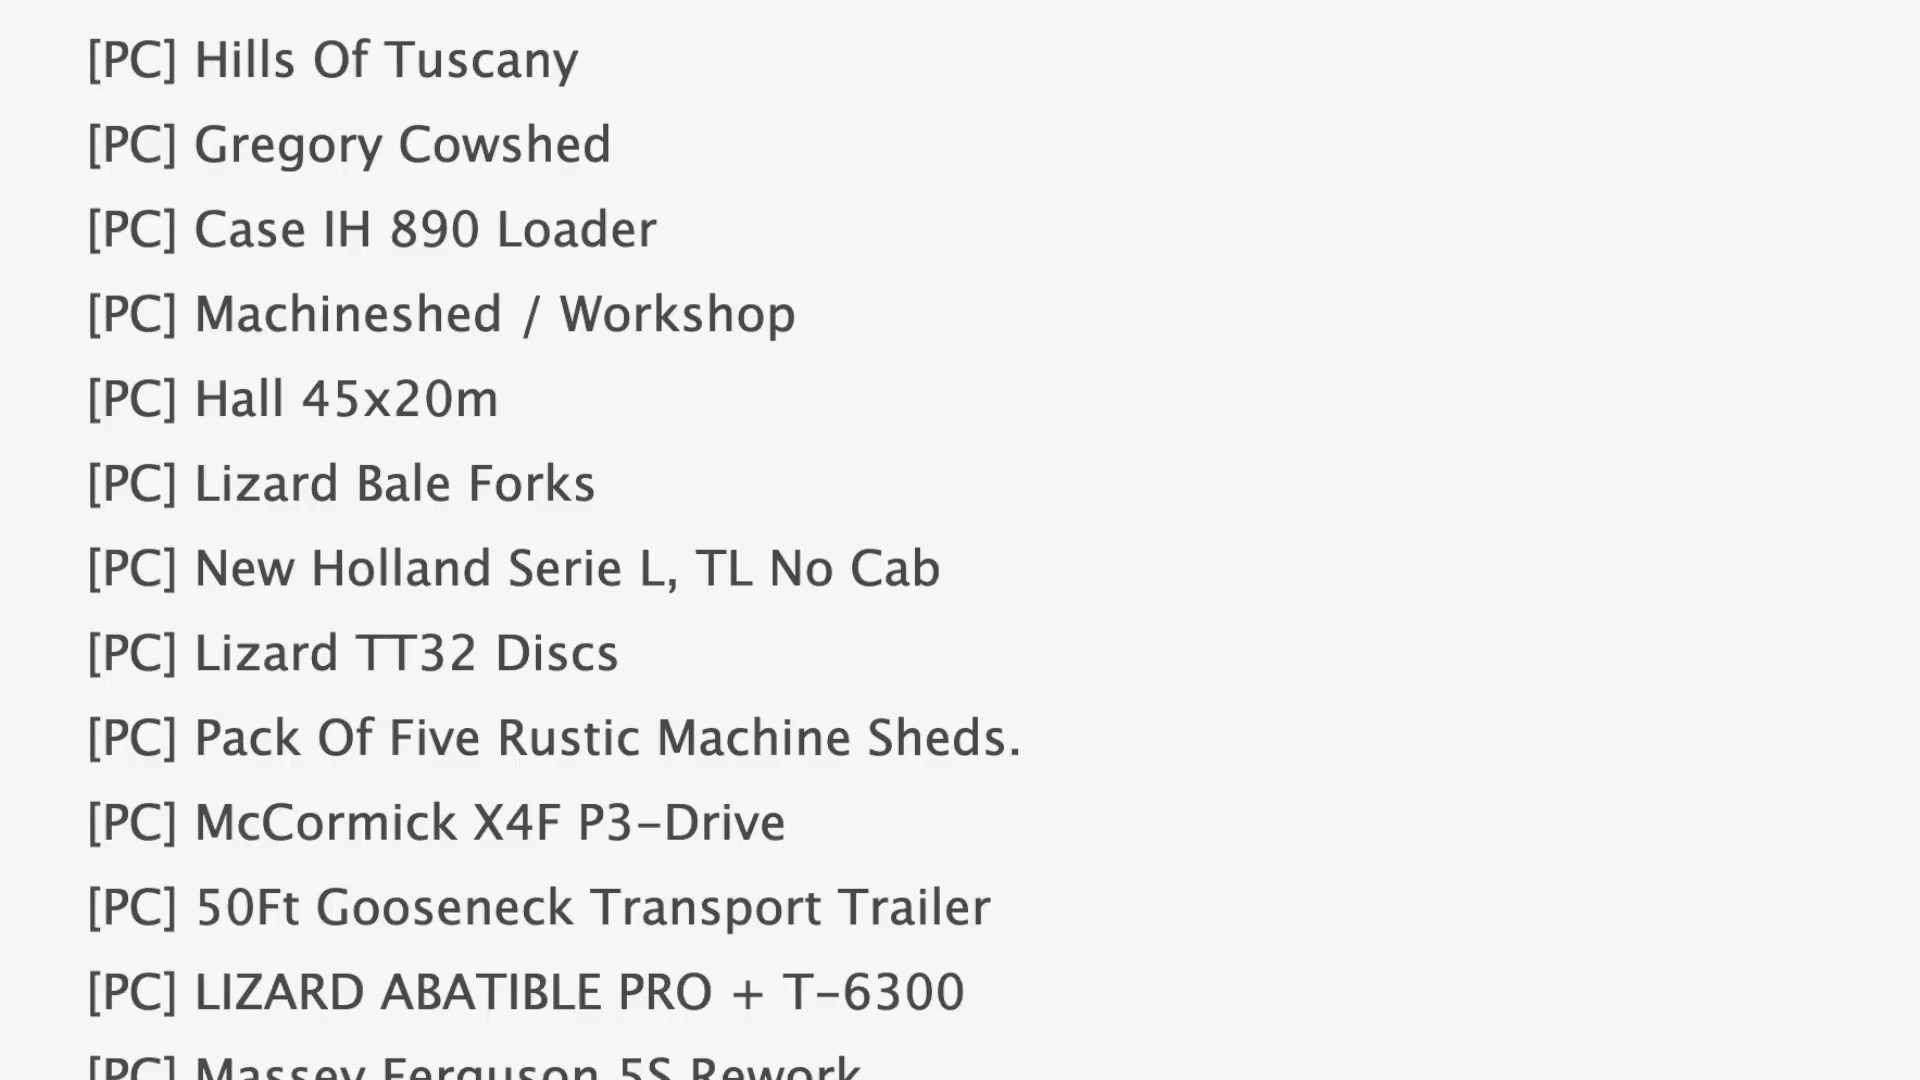 [PC] Hills Of Tuscany
[PC] Gregory Cowshed
[PC] Case IH 890 Loader
[PC] Machineshed / Workshop
[PC] Hall 45x20m
[PC] Lizard Bale Forks
[PC] New Holland Serie L, TL No Cab
[PC] Lizard TT32 Discs
[PC] Pack Of Five Rustic Machine Sheds.
[PC] McCormick X4F P3-Drive
[PC] 50Ft Gooseneck Transport Trailer
[PC] LIZARD ABATIBLE PRO + T-6300
[PC] Massey Ferguson 5S Rework